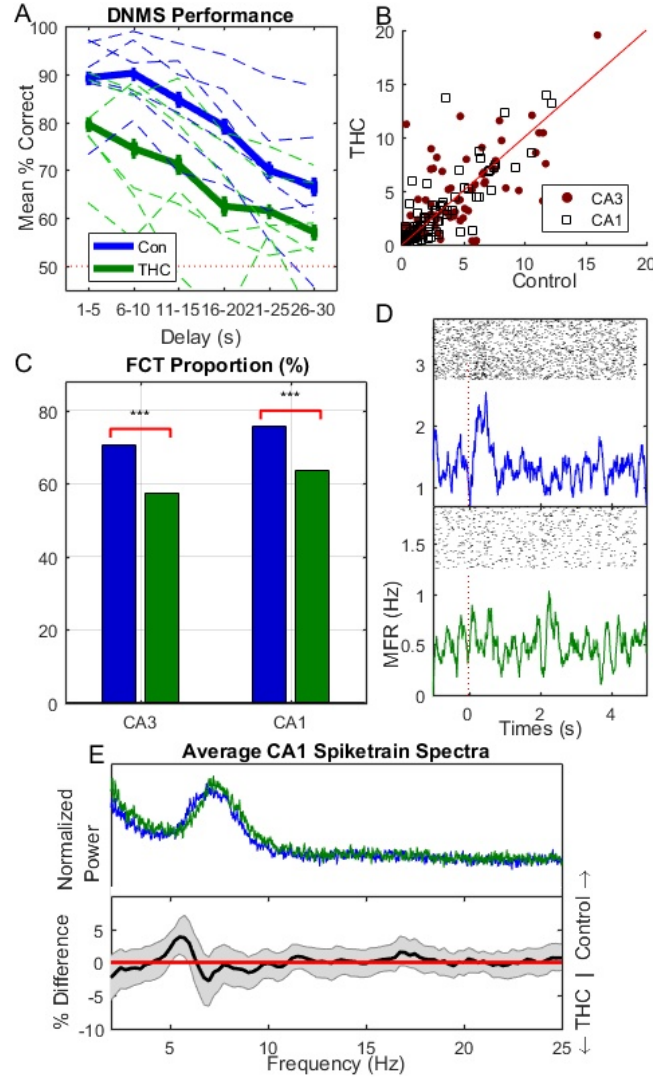 A
DNMS Performance
Mean % Correct
100
90
80
70
60
50
Con
THC
1-5 6-10 11-15 16-20 21-25 26-30
Delay (s)
B
THC
20
15
10
5
0
CA3
CA1
0 5 10 15 20
Control
C
FCT Proportion (%)
80
60
40
20
0
***
***
CA3 CA1
D
3
2
1
1.5
1
0.5
0
MFR (Hz)
0 2 4
Times (s)
E
Average CA1 Spiketrain Spectra
Normalized
Power
% Difference
5
0
-5
-10
5 10 15 20 25
Frequency (Hz)
← THC | Control →